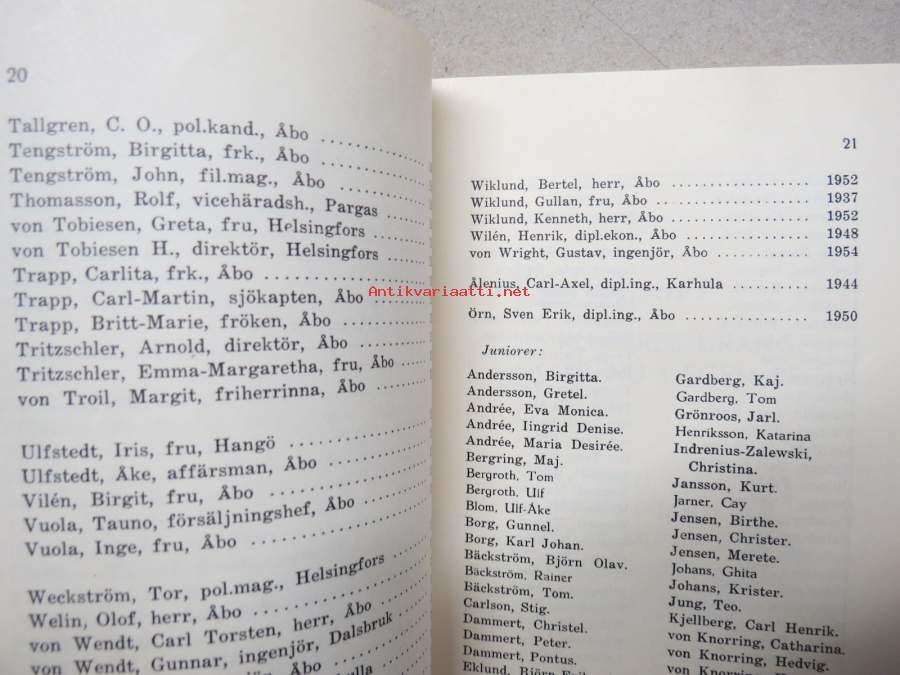 20
Tallgren, C. O., pol.kand., Åbo
Tengström, Birgitta, frk., Åbo
Tengström, John, fil.mag., Åbo
Thomasson, Rolf, vicehäradsh., Pargas
von Tobiesen, Greta, fru, Helsingfors
von Tobiesen H., direktör, Helsingfors
Trapp, Carlita, frk., Åbo
Trapp, Carl-Martin, sjökapten, Åbo
Trapp, Britt-Marie, fröken, Åbo
Tritzschler, Arnold, direktör, Åbo
Tritzschler, Emma-Margaretha, fru, Åbo
von Troil, Margit, friherrinna, Åbo
Ulfstedt, Iris, fru, Hangö
Ulfstedt, Åke, affärsman, Åbo
Vilén, Birgit, fru, Åbo
Vuola, Tauno, försäljningshef, Åbo
Vuola, Inge, fru, Åbo
Weckström, Tor, pol.mag., Helsingfors
Welin, Olof, herr, Åbo
von Wendt, Carl Torsten, herr, Åbo
von Wendt, Gunnar, ingenjör, Dalsbruk
Antikvariaatti.net
21
Wiklund, Bertel, herr, Åbo 1952
Wiklund, Gullan, fru, Åbo 1937
Wiklund, Kenneth, herr, Åbo 1952
Wilén, Henrik, dipl.ekon., Åbo 1948
von Wright, Gustav, ingenjör, Åbo 1954
Ålenius, Carl-Axel, dipl.ing., Karhula 1944
Örn, Sven Erik, dipl.ing., Åbo 1950
Juniorer:
Andersson, Birgitta.
Andersson, Gretel.
Andrée, Eva Monica.
Andrée, Iingrid Denise.
Andrée, Maria Desirée.
Bergring, Maj.
Bergroth, Tom
Bergroth, Ulf
Blom, Ulf-Åke
Borg, Gunnel.
Borg, Karl Johan.
Bäckström, Björn Olav.
Bäckström, Rainer
Bäckström, Tom.
Carlson, Stig.
Dammert, Christel.
Dammert, Peter.
Dammert, Pontus.
Eklund, Björn Erik
Gardberg, Kaj.
Gardberg, Tom
Grönroos, Jarl.
Henriksson, Katarina
Indrenius-Zalewski,
Christina.
Jansson, Kurt.
Jarner, Cay
Jensen, Birthe.
Jensen, Christer.
Jensen, Merete.
Johans, Ghita
Johans, Krister.
Jung, Teo.
Kjellberg, Carl Henrik.
von Knorring, Catharina.
von Knorring, Hedvig.
von Knorring,